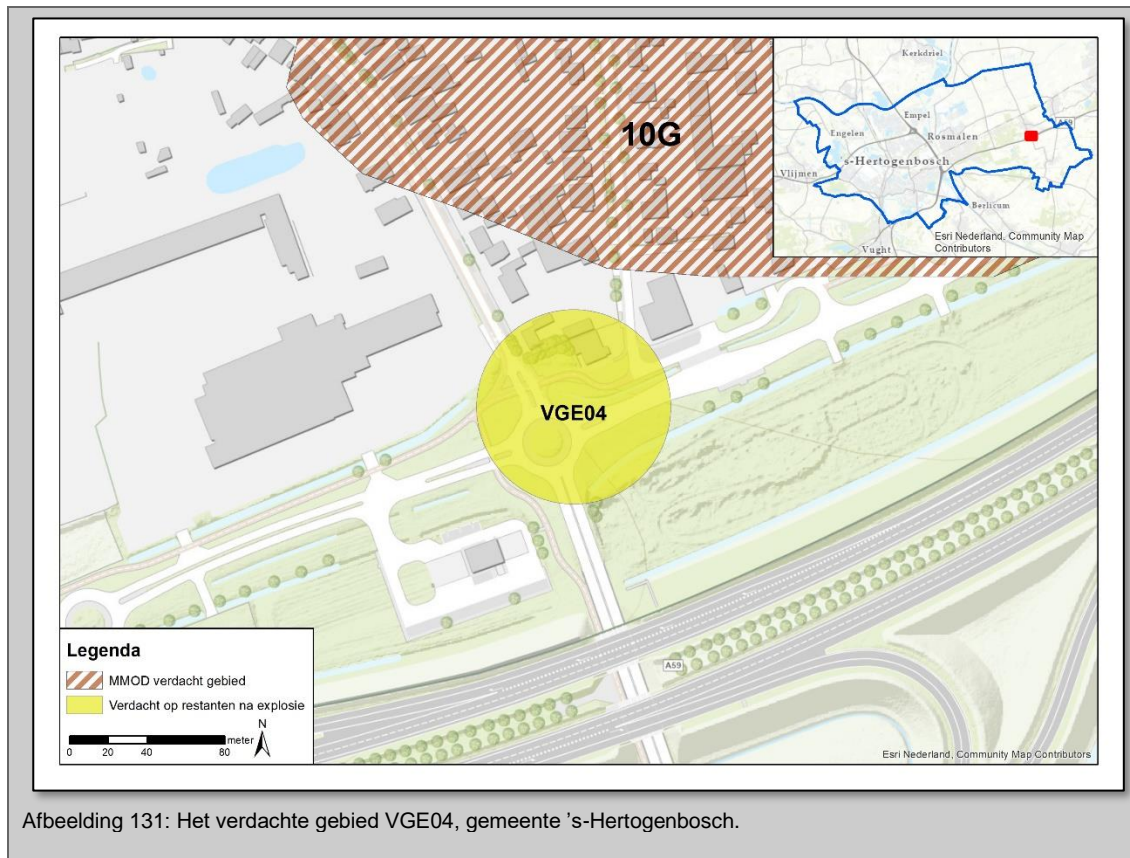 10G
Kerkdriel
A59
Empel
Engelen
Rosmalen
's-Hertogenbosch
Vlijmen
Berlicum
Vught
Esri Nederland, Community Map
Contributors
VGE04
A59
Legenda
MMOD verdacht gebied
Verdacht op restanten na explosie
N
meter
0 20 40 80
Esri Nederland, Community Map Contributors
Afbeelding 131: Het verdachte gebied VGE04, gemeente ’s-Hertogenbosch.